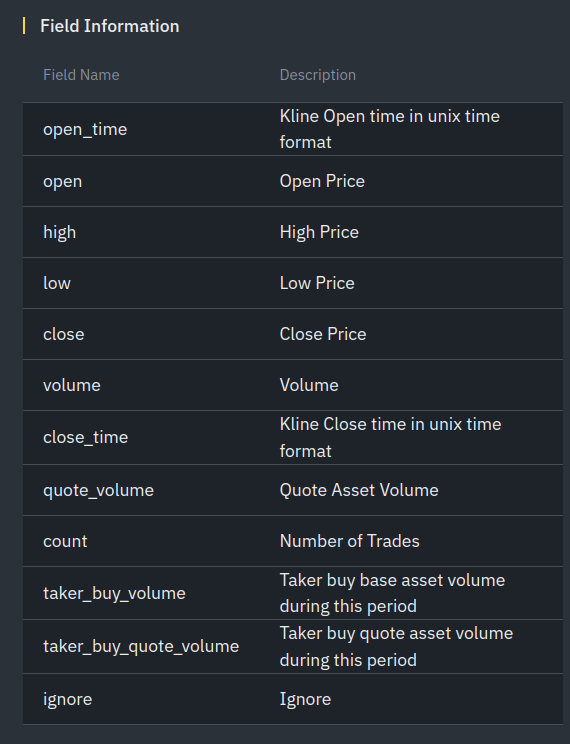 Field Information
Field Name Description
open_time Kline Open time in unix time
format
open Open Price
high High Price
low Low Price
close Close Price
volume Volume
close_time Kline Close time in unix time
format
quote_volume Quote Asset Volume
count Number of Trades
taker_buy_volume Taker buy base asset volume
during this period
taker_buy_quote_volume Taker buy quote asset volume
during this period
ignore Ignore